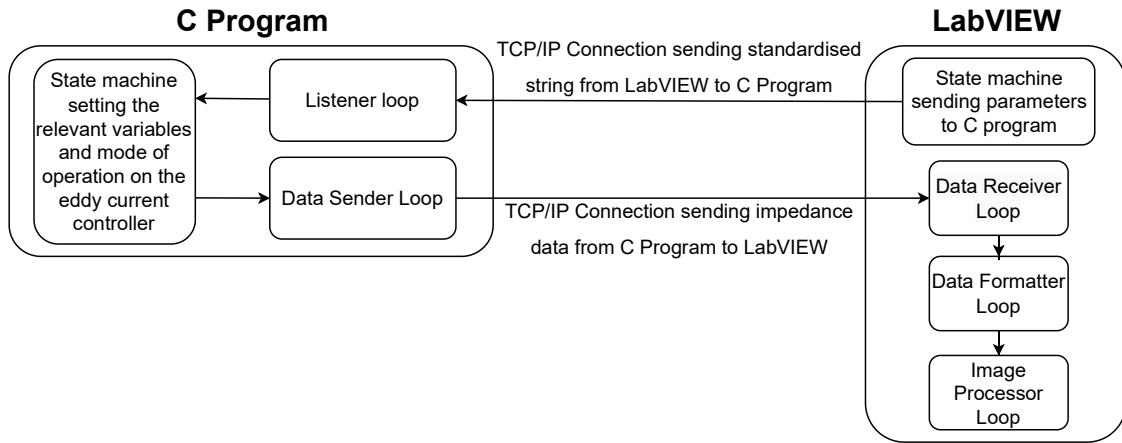 C Program
State machine
setting the
relevant variables
and mode of
operation on the
eddy current
controller
Listener loop
Data Sender Loop
TCP/IP Connection sending standardised
string from LabVIEW to C Program
TCP/IP Connection sending impedance
data from C Program to LabVIEW
LabVIEW
State machine
sending parameters
to C program
Data Receiver
Loop
Data Formatter
Loop
Image
Processor
Loop